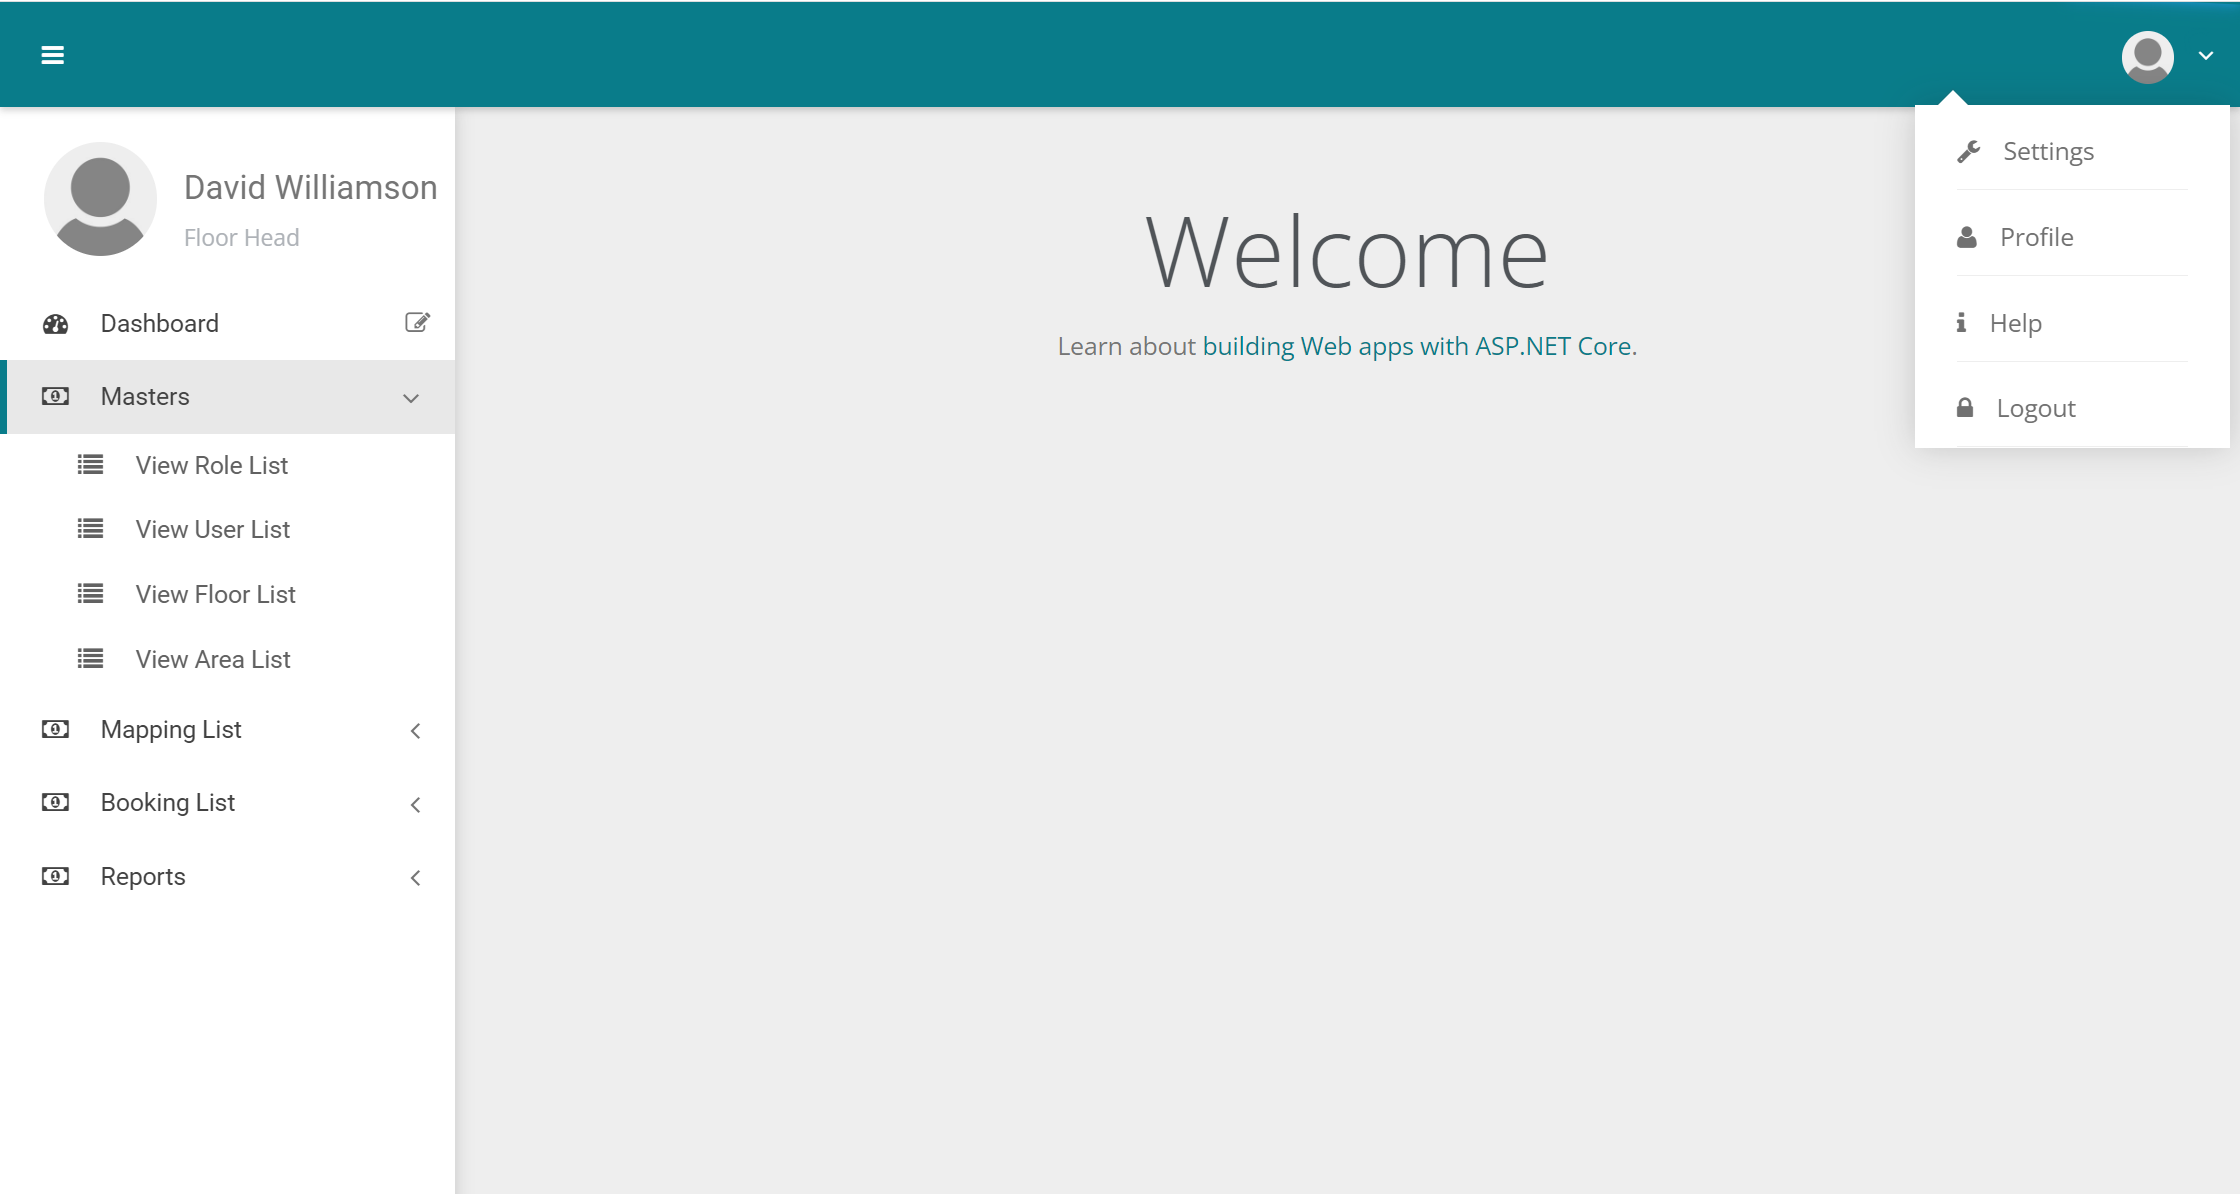 David Williamson
Floor Head
Dashboard
Masters
View Role List
View User List
View Floor List
View Area List
Mapping List
Booking List
Reports
Welcome
Learn about building Web apps with ASP.NET Core.
Settings
Profile
Help
Logout